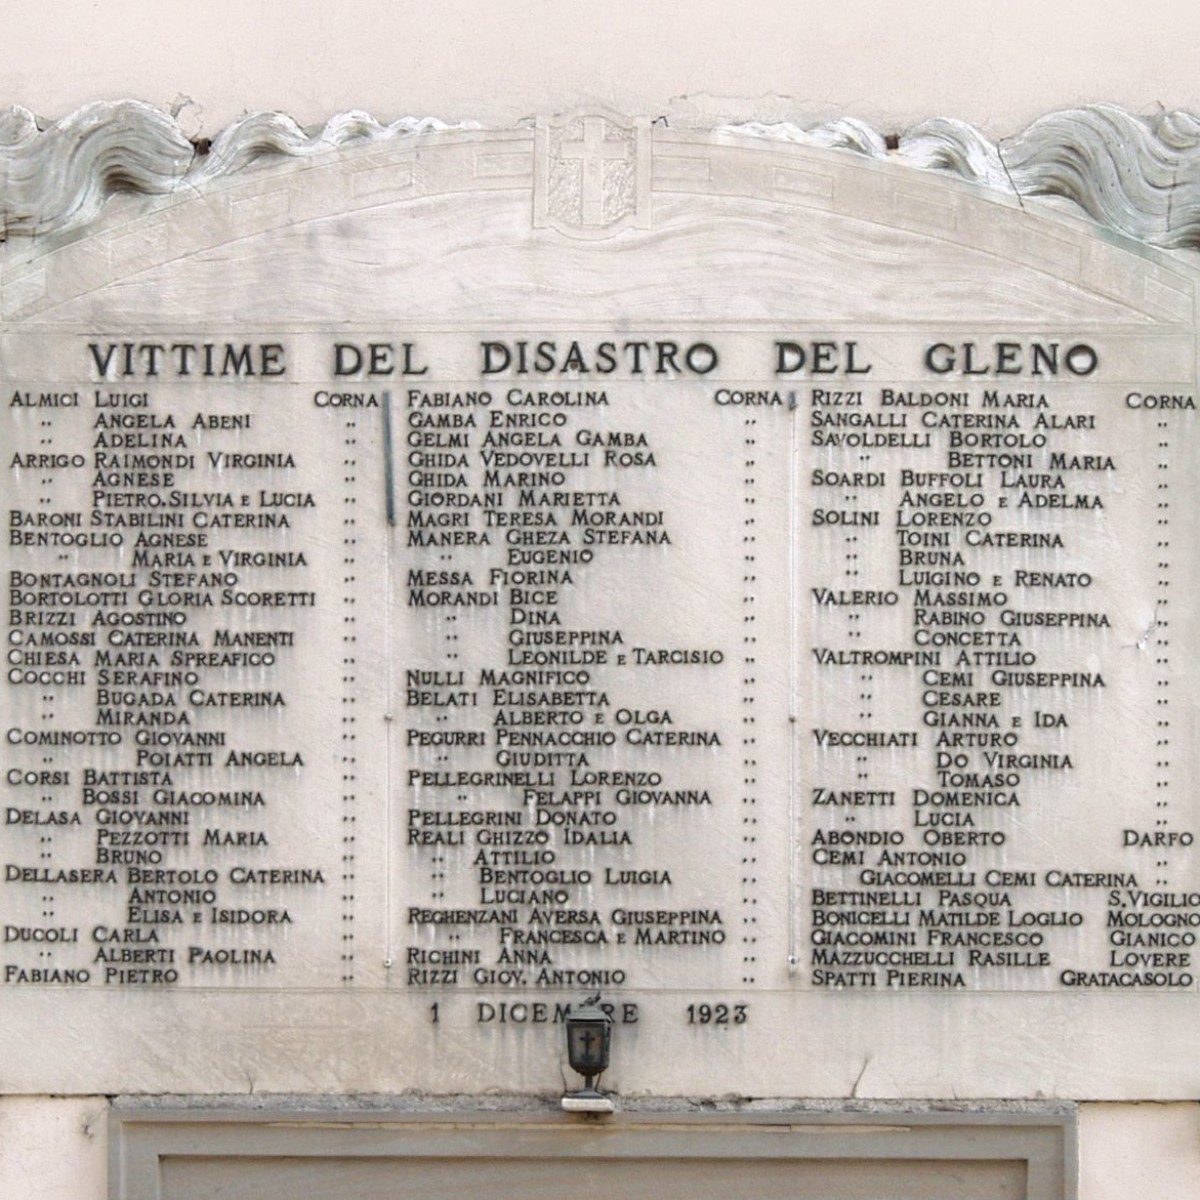 VITTIME DEL DISASTRO DEL GLENO
ALMICI LUIGI CORNA
" ANGELA ABENI "
" ADELINA "
ARRIGO RAIMONDI VIRGINIA "
" AGNESE "
" PIETRO.SILVIA E LUCIA "
BARONI STABILINI CATERINA "
BENTOGLIO AGNESE "
" MARIA E VIRGINIA "
BONTAGNOLI STEFANO "
BORTOLOTTI GLORIA SCORETTI "
BRIZZI AGOSTINO "
CAMOSSI CATERINA MANENTI "
CHIESA MARIA SPREAFICO "
COCCHI SERAFINO "
" BUGADA CATERINA "
" MIRANDA "
COMINOTTO GIOVANNI "
" POIATTI ANGELA "
CORSI BATTISTA "
" BOSSI GIACOMINA "
DELASA GIOVANNI "
" PEZZOTTI MARIA "
" BRUNO "
DELLASERA BERTOLO CATERINA "
" ANTONIO "
" ELISA E ISIDORA "
DUCOLI CARLA "
" ALBERTI PAOLINA "
FABIANO PIETRO "
FABIANO CAROLINA CORNA
GAMBA ENRICO "
GELMI ANGELA GAMBA "
GHIDA VEDOVELLI ROSA "
GHIDA MARINO "
GIORDANI MARIETTA "
MAGRI TERESA MORANDI "
MANERA GHEZA STEFANA "
" EUGENIO "
MESSA FIORINA "
MORANDI BICE "
" DINA "
" GIUSEPPINA "
" LEONILDE E TARCISIO "
NULLI MAGNIFICO "
BELATI ELISABETTA "
" ALBERTO E OLGA "
PEGURRI PENNACCHIO CATERINA "
" GIUDITTA "
PELLEGRINELLI LORENZO "
" FELAPPI GIOVANNA "
PELLEGRINI DONATO "
REALI GHIZZO IDALIA "
" ATTILIO "
" BENTOGLIO LUIGIA "
" LUCIANO "
REGHENZANI AVERSA GIUSEPPINA "
" FRANCESCA E MARTINO "
RICHINI ANNA "
RIZZI GIOV. ANTONIO "
RIZZI BALDONI MARIA CORNA
SANGALLI CATERINA ALARI "
SAVOLDELLI BORTOLO "
" BETTONI MARIA "
SOARDI BUFFOLI LAURA "
" ANGELO E ADELMA "
SOLINI LORENZO "
" TOINI CATERINA "
" BRUNA "
" LUIGINO E RENATO "
VALERIO MASSIMO "
" RABINO GIUSEPPINA "
" CONCETTA "
VALTROMPINI ATTILIO "
" CEMI GIUSEPPINA "
" CESARE "
" GIANNA E IDA "
VECCHIATI ARTURO "
" DO VIRGINIA "
" TOMASO "
ZANETTI DOMENICA "
" LUCIA "
ABONDIO OBERTO DARFO
CEMI ANTONIO "
GIACOMELLI CEMI CATERINA "
BETTINELLI PASQUA S.VIGILIO
BONICELLI MATILDE LOGLIO MOLOGNO
GIACOMINI FRANCESCO GIANICO
MAZZUCCHELLI RASILLE LOVERE
SPATTI PIERINA GRATACASOLO
1 DICEMBRE 1923